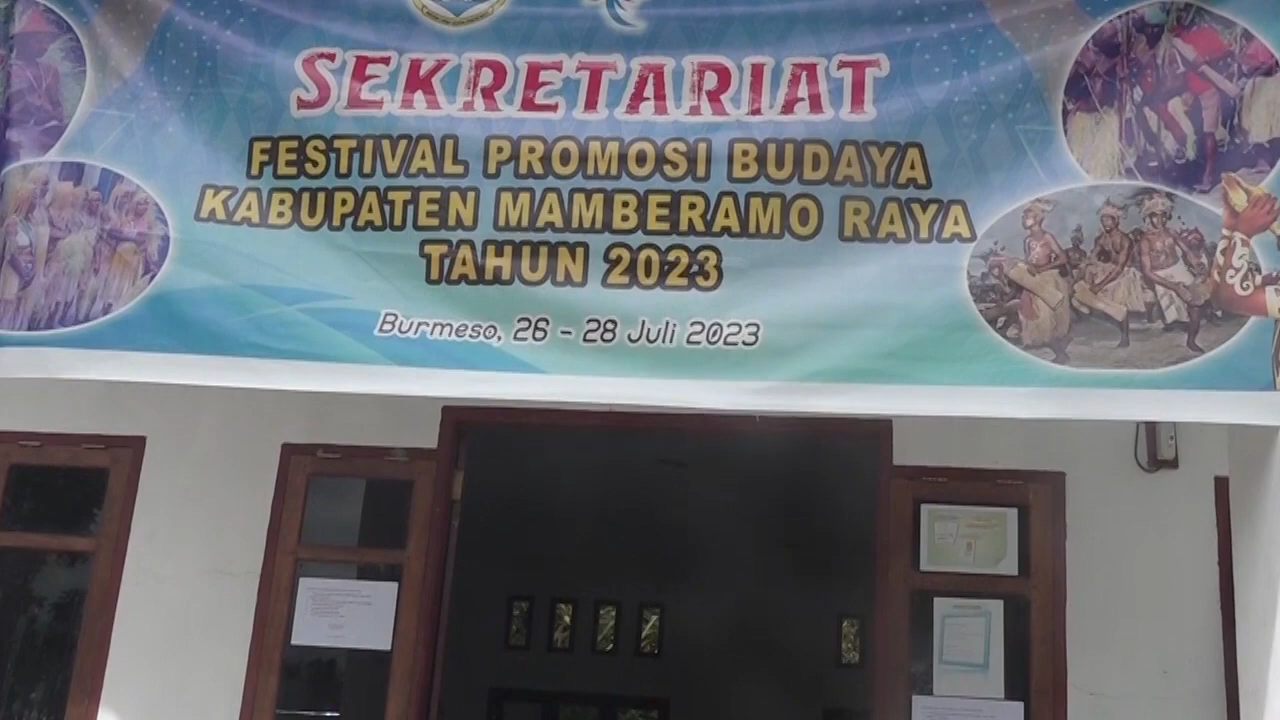 SEKRETARIAT
FESTIVAL PROMOSI BUDAYA
KABUPATEN MAMBERAMO RAYA
TAHUN 2023
Burmeso, 26 - 28 Juli 2023